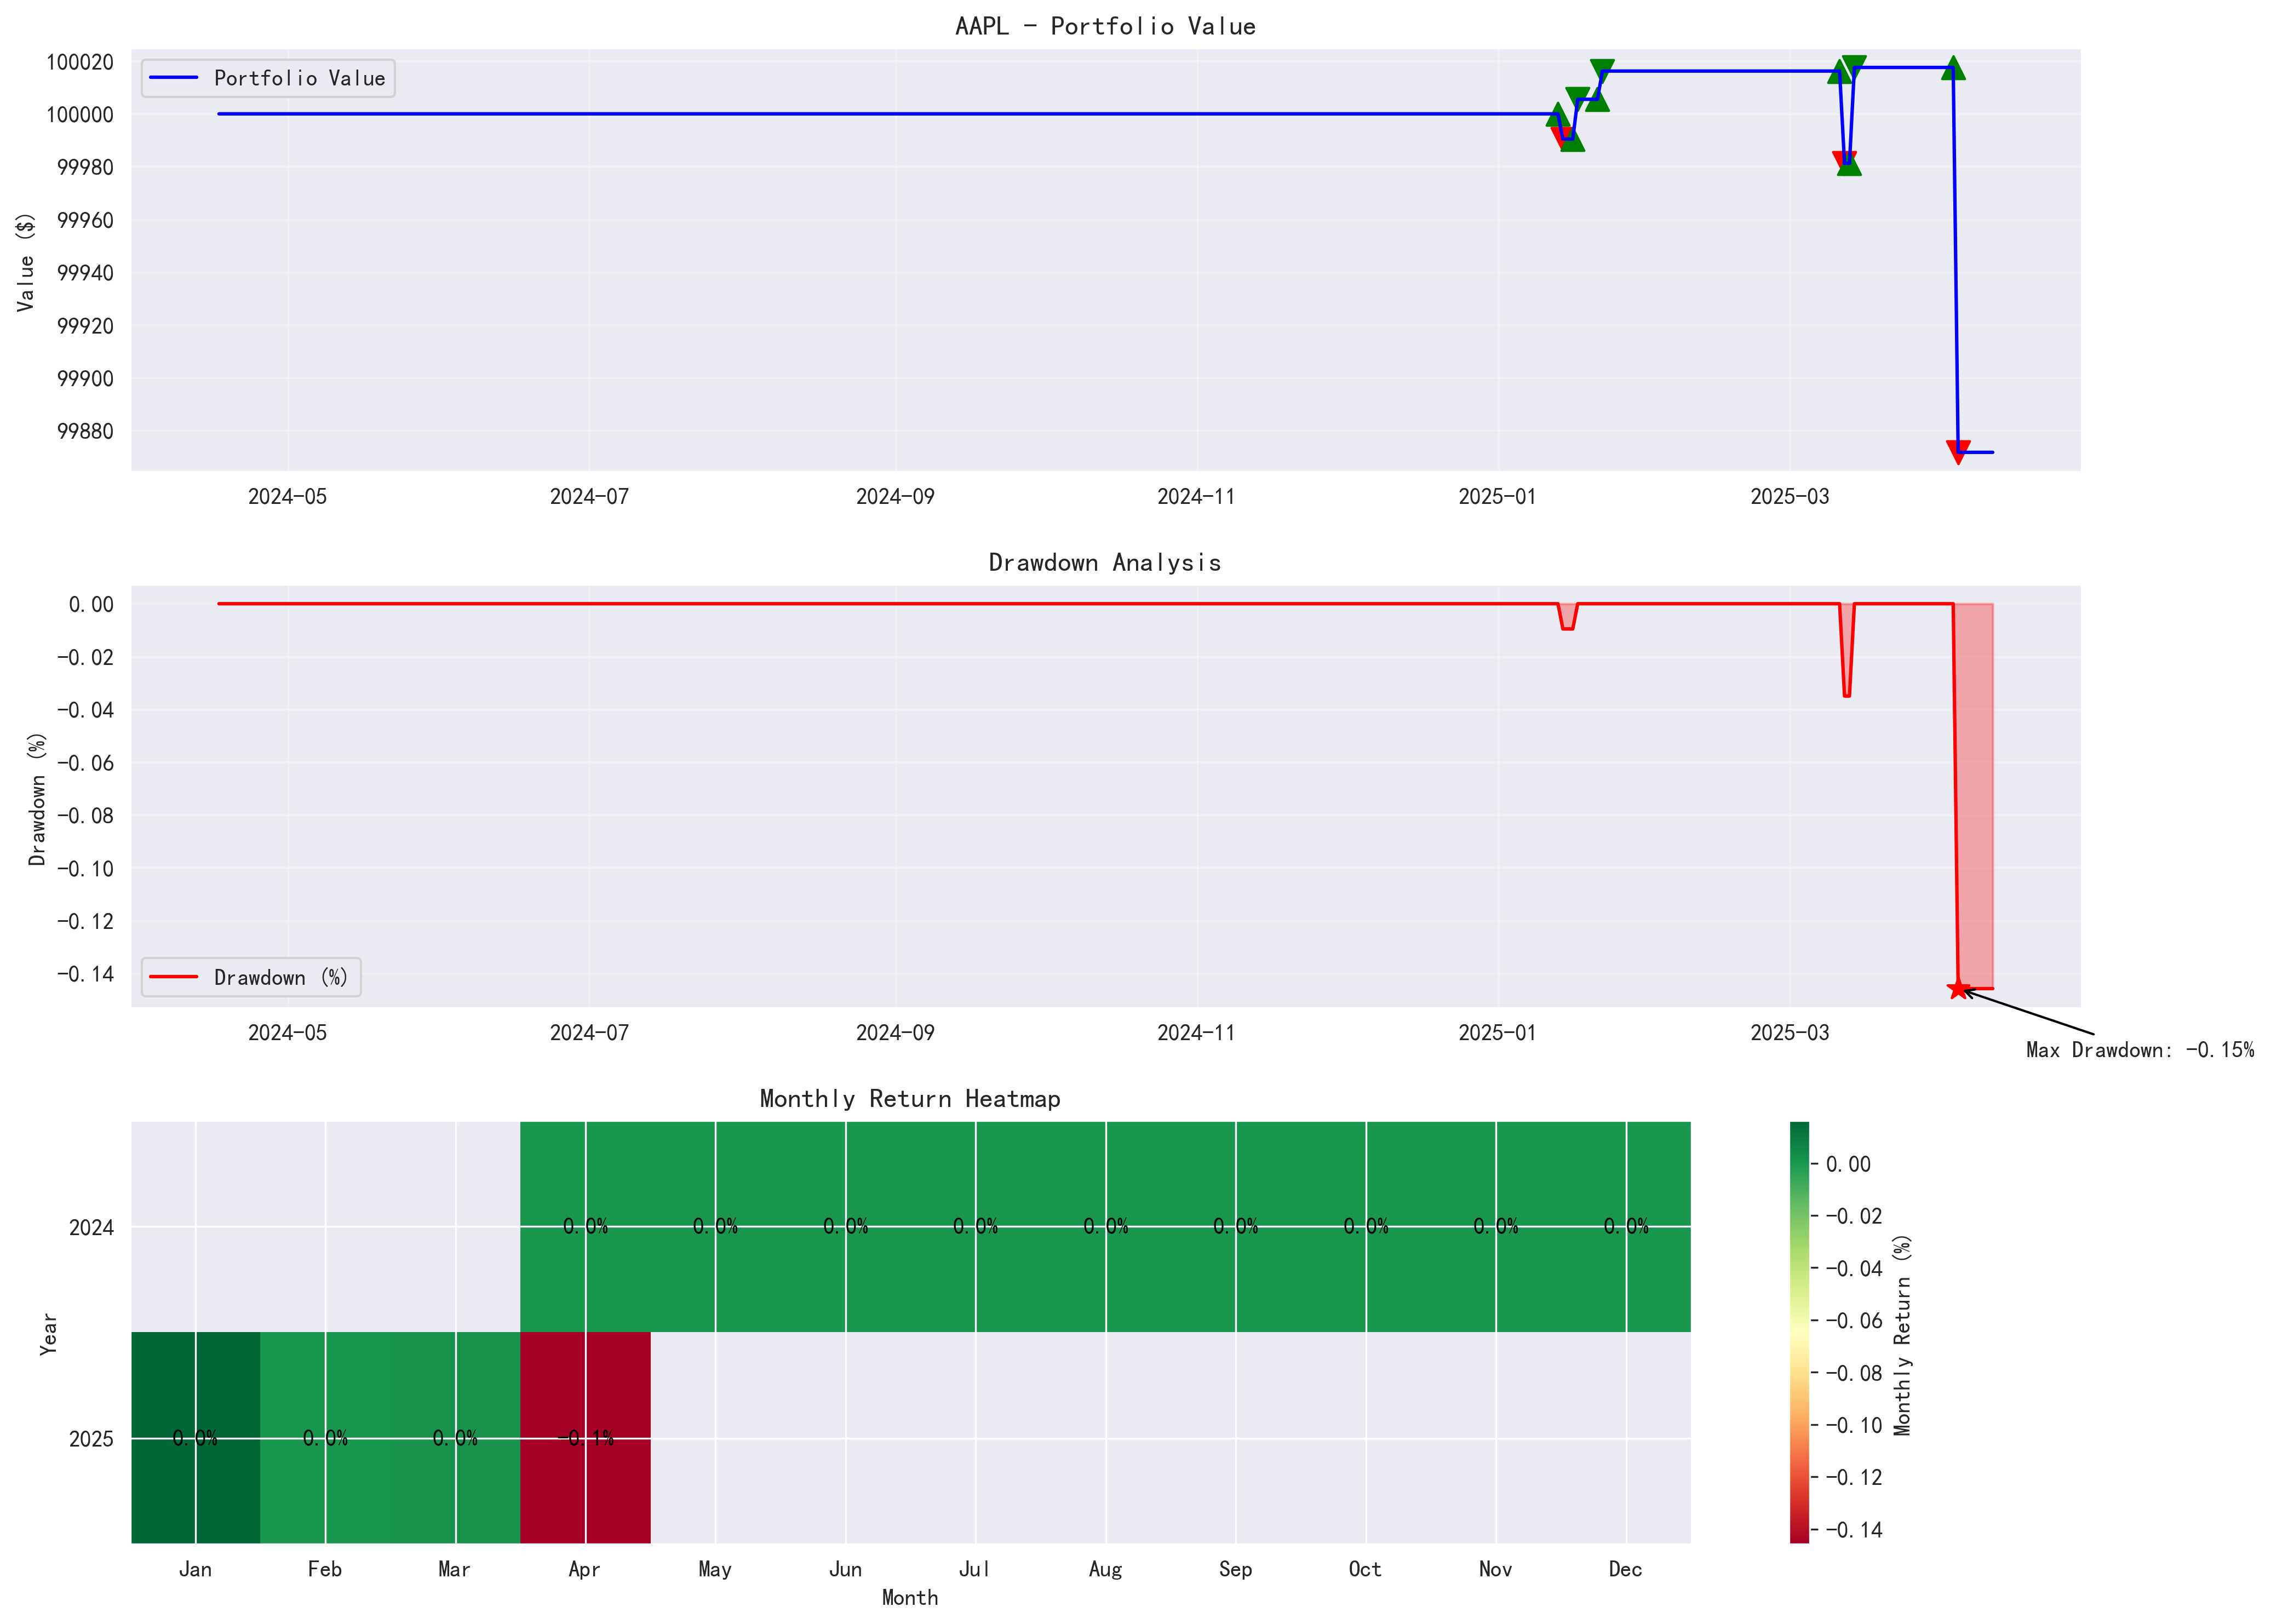 AAPL - Portfolio Value
Portfolio Value
Value ($)
100020
100000
99980
99960
99940
99920
99900
99880
2024-05 2024-07 2024-09 2024-11 2025-01 2025-03
Drawdown Analysis
Drawdown (%)
0.00
-0.02
-0.04
-0.06
-0.08
-0.10
-0.12
-0.14
Drawdown (%)
2024-05 2024-07 2024-09 2024-11 2025-01 2025-03
Max Drawdown: -0.15%
Monthly Return Heatmap
Year
2024 0.0% 0.0% 0.0% 0.0% 0.0% 0.0% 0.0% 0.0% 0.0%
2025 0.0% 0.0% 0.0% -0.1%
Jan Feb Mar Apr May Jun Jul Aug Sep Oct Nov Dec
Month
0.00
-0.02
-0.04
-0.06
-0.08
-0.10
-0.12
-0.14
Monthly Return (%)